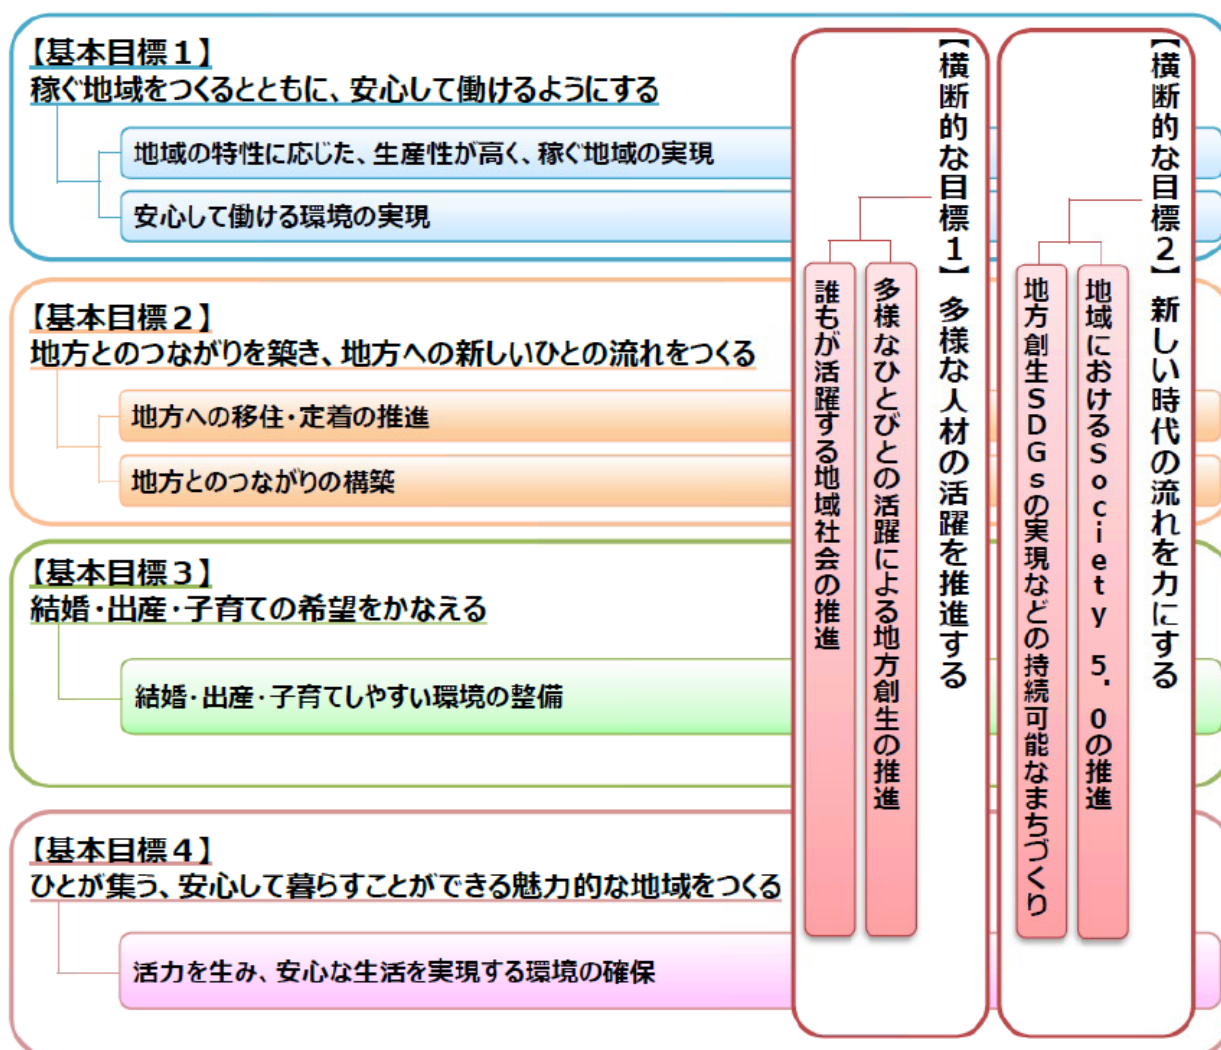 【基本目標１】
稼ぐ地域をつくるとともに、安心して働けるようにする
地域の特性に応じた、生産性が高く、稼ぐ地域の実現
安心して働ける環境の実現
【基本目標２】
地方とのつながりを築き、地方への新しいひとの流れをつくる
地方への移住・定着の推進
地方とのつながりの構築
【基本目標３】
結婚・出産・子育ての希望をかなえる
結婚・出産・子育てしやすい環境の整備
【基本目標４】
ひとが集う、安心して暮らすことができる魅力的な地域をつくる
活力を生み、安心な生活を実現する環境の確保
【横断的な目標１】多様な人材の活躍を推進する
多様なひとびとの活躍による地方創生の推進
誰もが活躍する地域社会の推進
【横断的な目標２】新しい時代の流れを力にする
地域におけるＳｏｃｉｅｔｙ ５．０の推進
地方創生ＳＤＧｓの実現などの持続可能なまちづくり